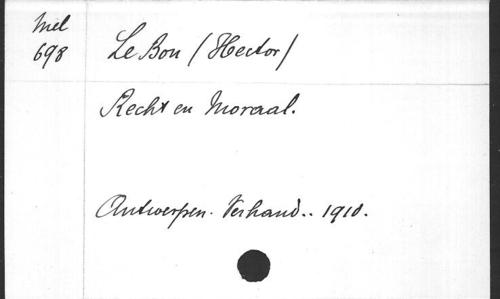 Mel
698
Le Bon (Hector)
Recht en Moraal.
Antwerpen. Verhand.. 1910.